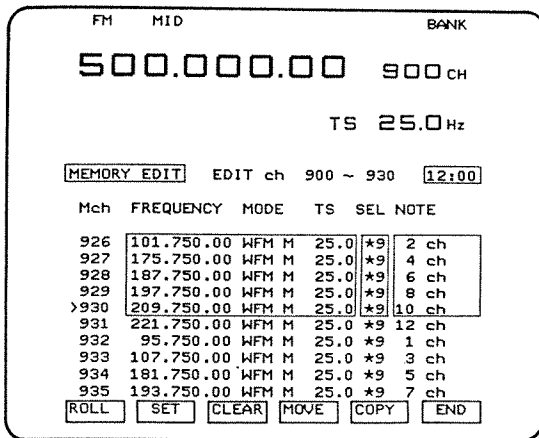 FM MID BANK
500.000.00 900 CH
TS 25.0 Hz
MEMORY EDIT EDIT ch 900 ~ 930 12:00
Mch FREQUENCY MODE TS SEL NOTE
926 101.750.00 WFM M 25.0 *9 2 ch
927 175.750.00 WFM M 25.0 *9 4 ch
928 187.750.00 WFM M 25.0 *9 6 ch
929 197.750.00 WFM M 25.0 *9 8 ch
>930 209.750.00 WFM M 25.0 *9 10 ch
931 221.750.00 WFM M 25.0 *9 12 ch
932 95.750.00 WFM M 25.0 *9 1 ch
933 107.750.00 WFM M 25.0 *9 3 ch
934 181.750.00 WFM M 25.0 *9 5 ch
935 193.750.00 WFM M 25.0 *9 7 ch
ROLL SET CLEAR MOVE COPY END